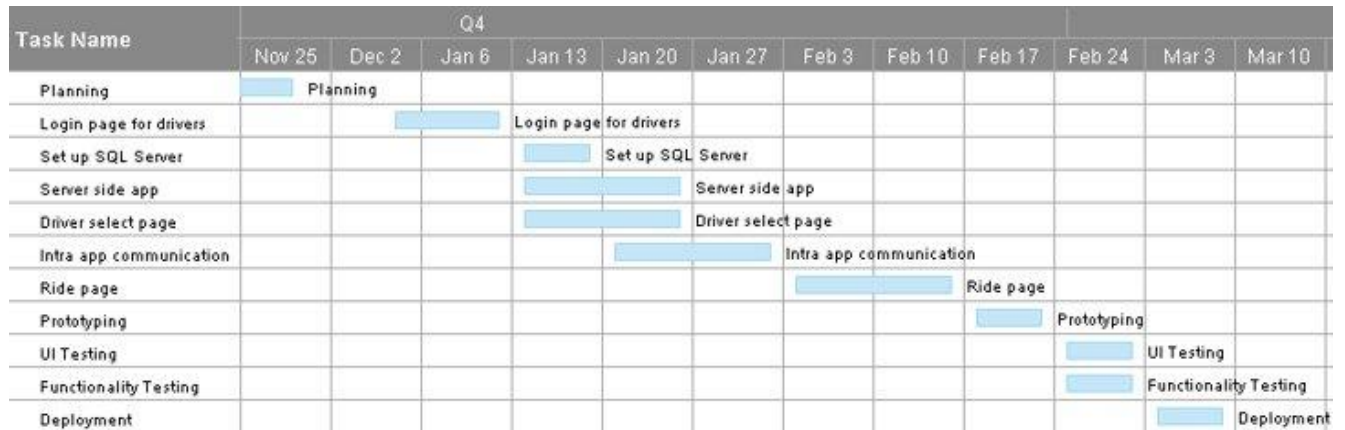 Q4
Task Name
Nov 25 Dec 2 Jan 6 Jan 13 Jan 20 Jan 27 Feb 3 Feb 10 Feb 17 Feb 24 Mar 3 Mar 10
Planning Planning
Login page for drivers Login page for drivers
Set up SQL Server Set up SQL Server
Server side app Server side app
Driver select page Driver select page
Intra app communication Intra app communication
Ride page Ride page
Prototyping Prototyping
UI Testing UI Testing
Functionality Testing Functionality Testing
Deployment Deployment